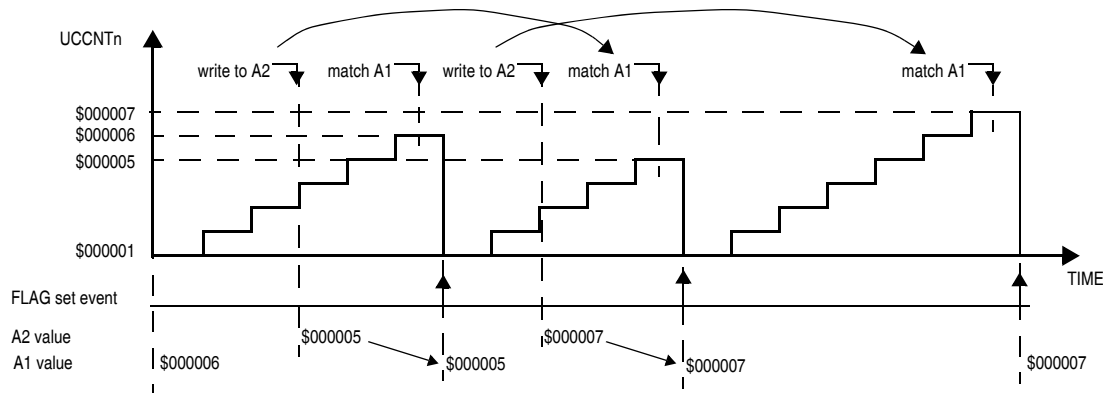 UCCNTn
write to A2 match A1 write to A2 match A1 match A1
$000007
$000006
$000005
$000001
TIME
FLAG set event
A2 value $000005 $000007
A1 value $000006 $000005 $000007 $000007